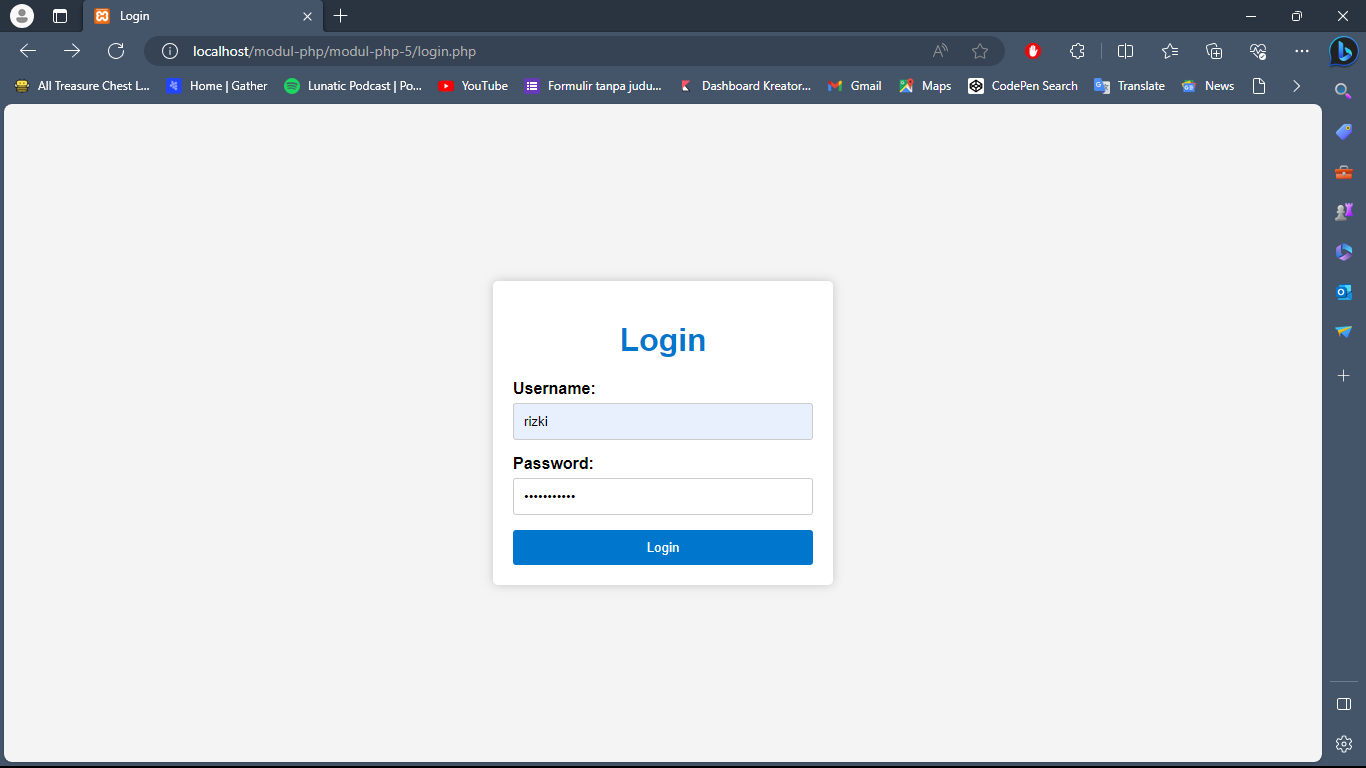 Login
localhost/modul-php/modul-php-5/login.php
All Treasure Chest L... Home | Gather Lunatic Podcast | Po... YouTube Formulir tanpa judu... Dashboard Kreator... Gmail Maps CodePen Search Translate News
Login
Username:
rizki
Password:
•••••••••••
Login